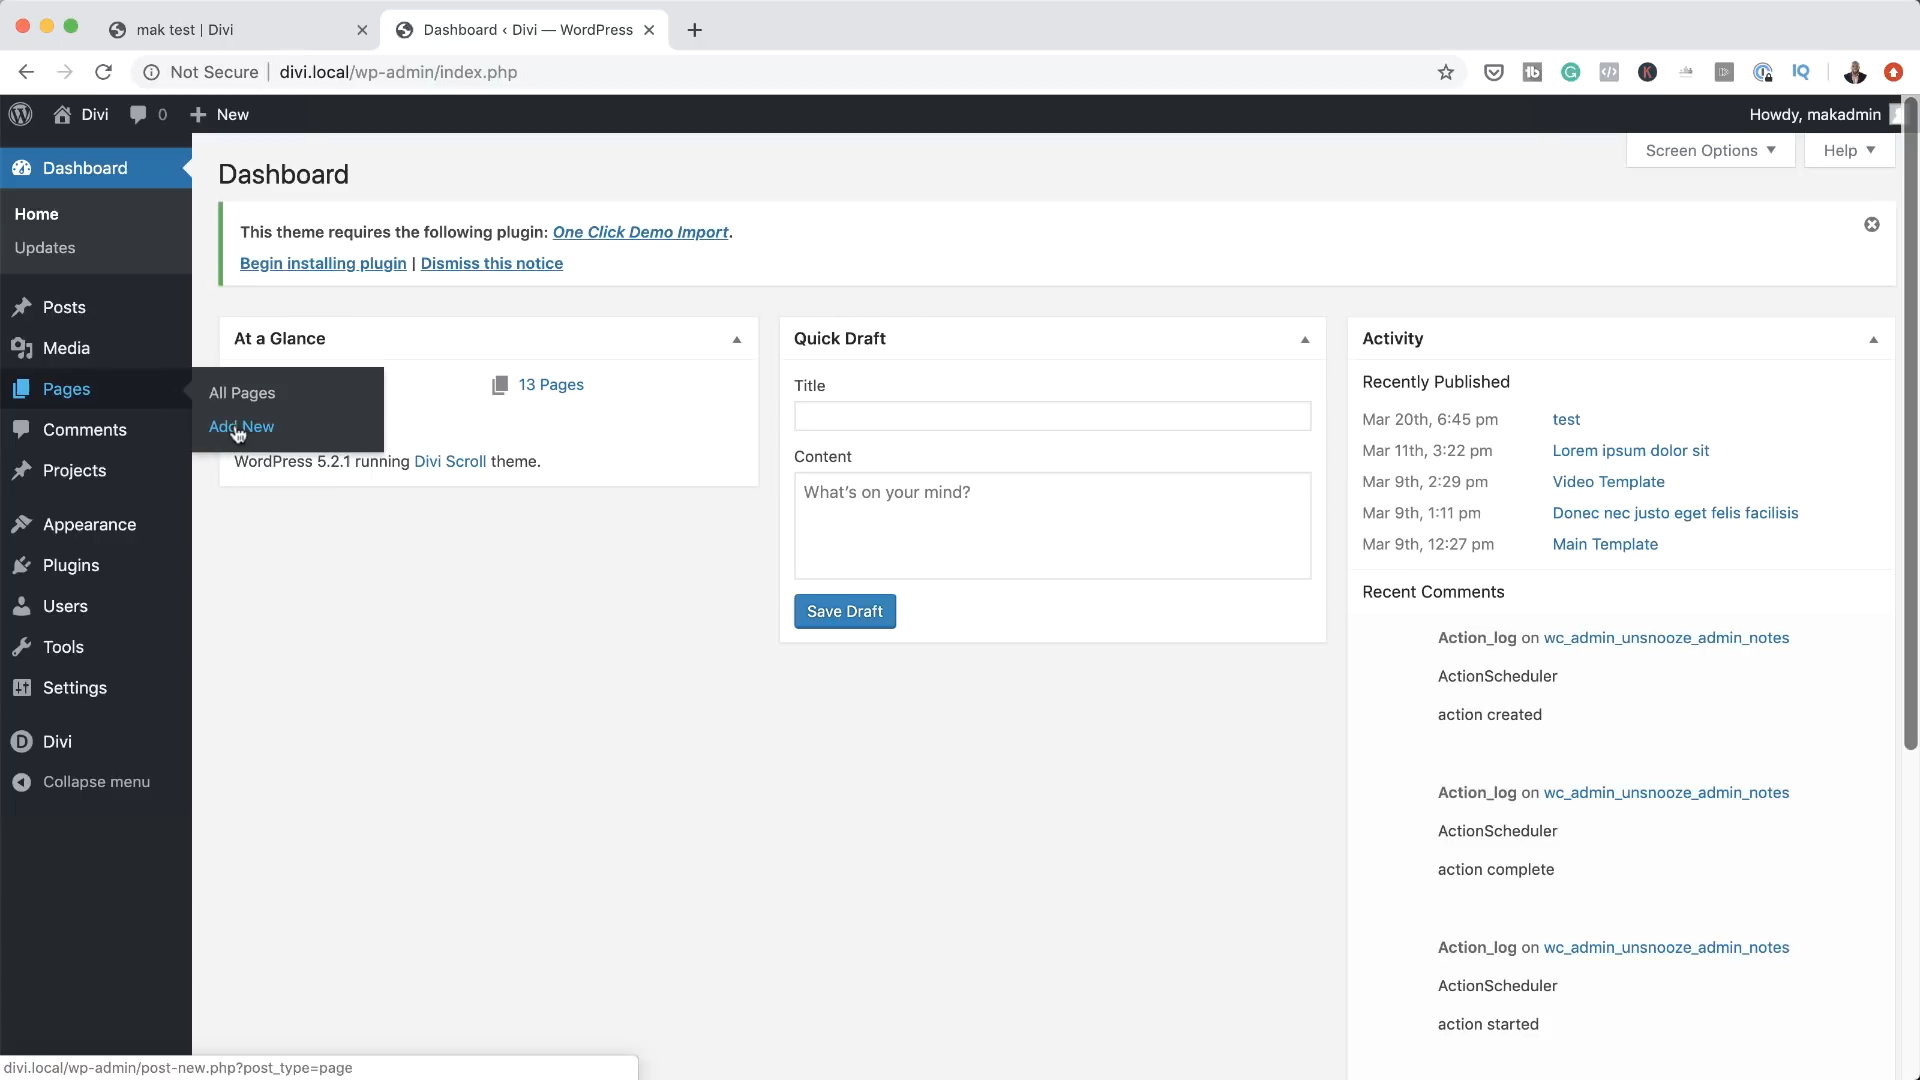 mak test | Divi
Dashboard ‹ Divi — WordPress
Not Secure | divi.local/wp-admin/index.php
Divi 0 New
Howdy, makadmin
Dashboard
Home
Updates
Posts
Media
Pages
All Pages
Add New
Comments
Projects
Appearance
Plugins
Users
Tools
Settings
Divi
Collapse menu
Screen Options
Help
Dashboard
This theme requires the following plugin: One Click Demo Import.
Begin installing plugin | Dismiss this notice
At a Glance
13 Pages
WordPress 5.2.1 running Divi Scroll theme.
Quick Draft
Title
Content
What's on your mind?
Save Draft
Activity
Recently Published
Mar 20th, 6:45 pm test
Mar 11th, 3:22 pm Lorem ipsum dolor sit
Mar 9th, 2:29 pm Video Template
Mar 9th, 1:11 pm Donec nec justo eget felis facilisis
Mar 9th, 12:27 pm Main Template
Recent Comments
Action_log on wc_admin_unsnooze_admin_notes
ActionScheduler
action created
Action_log on wc_admin_unsnooze_admin_notes
ActionScheduler
action complete
Action_log on wc_admin_unsnooze_admin_notes
ActionScheduler
action started
divi.local/wp-admin/post-new.php?post_type=page